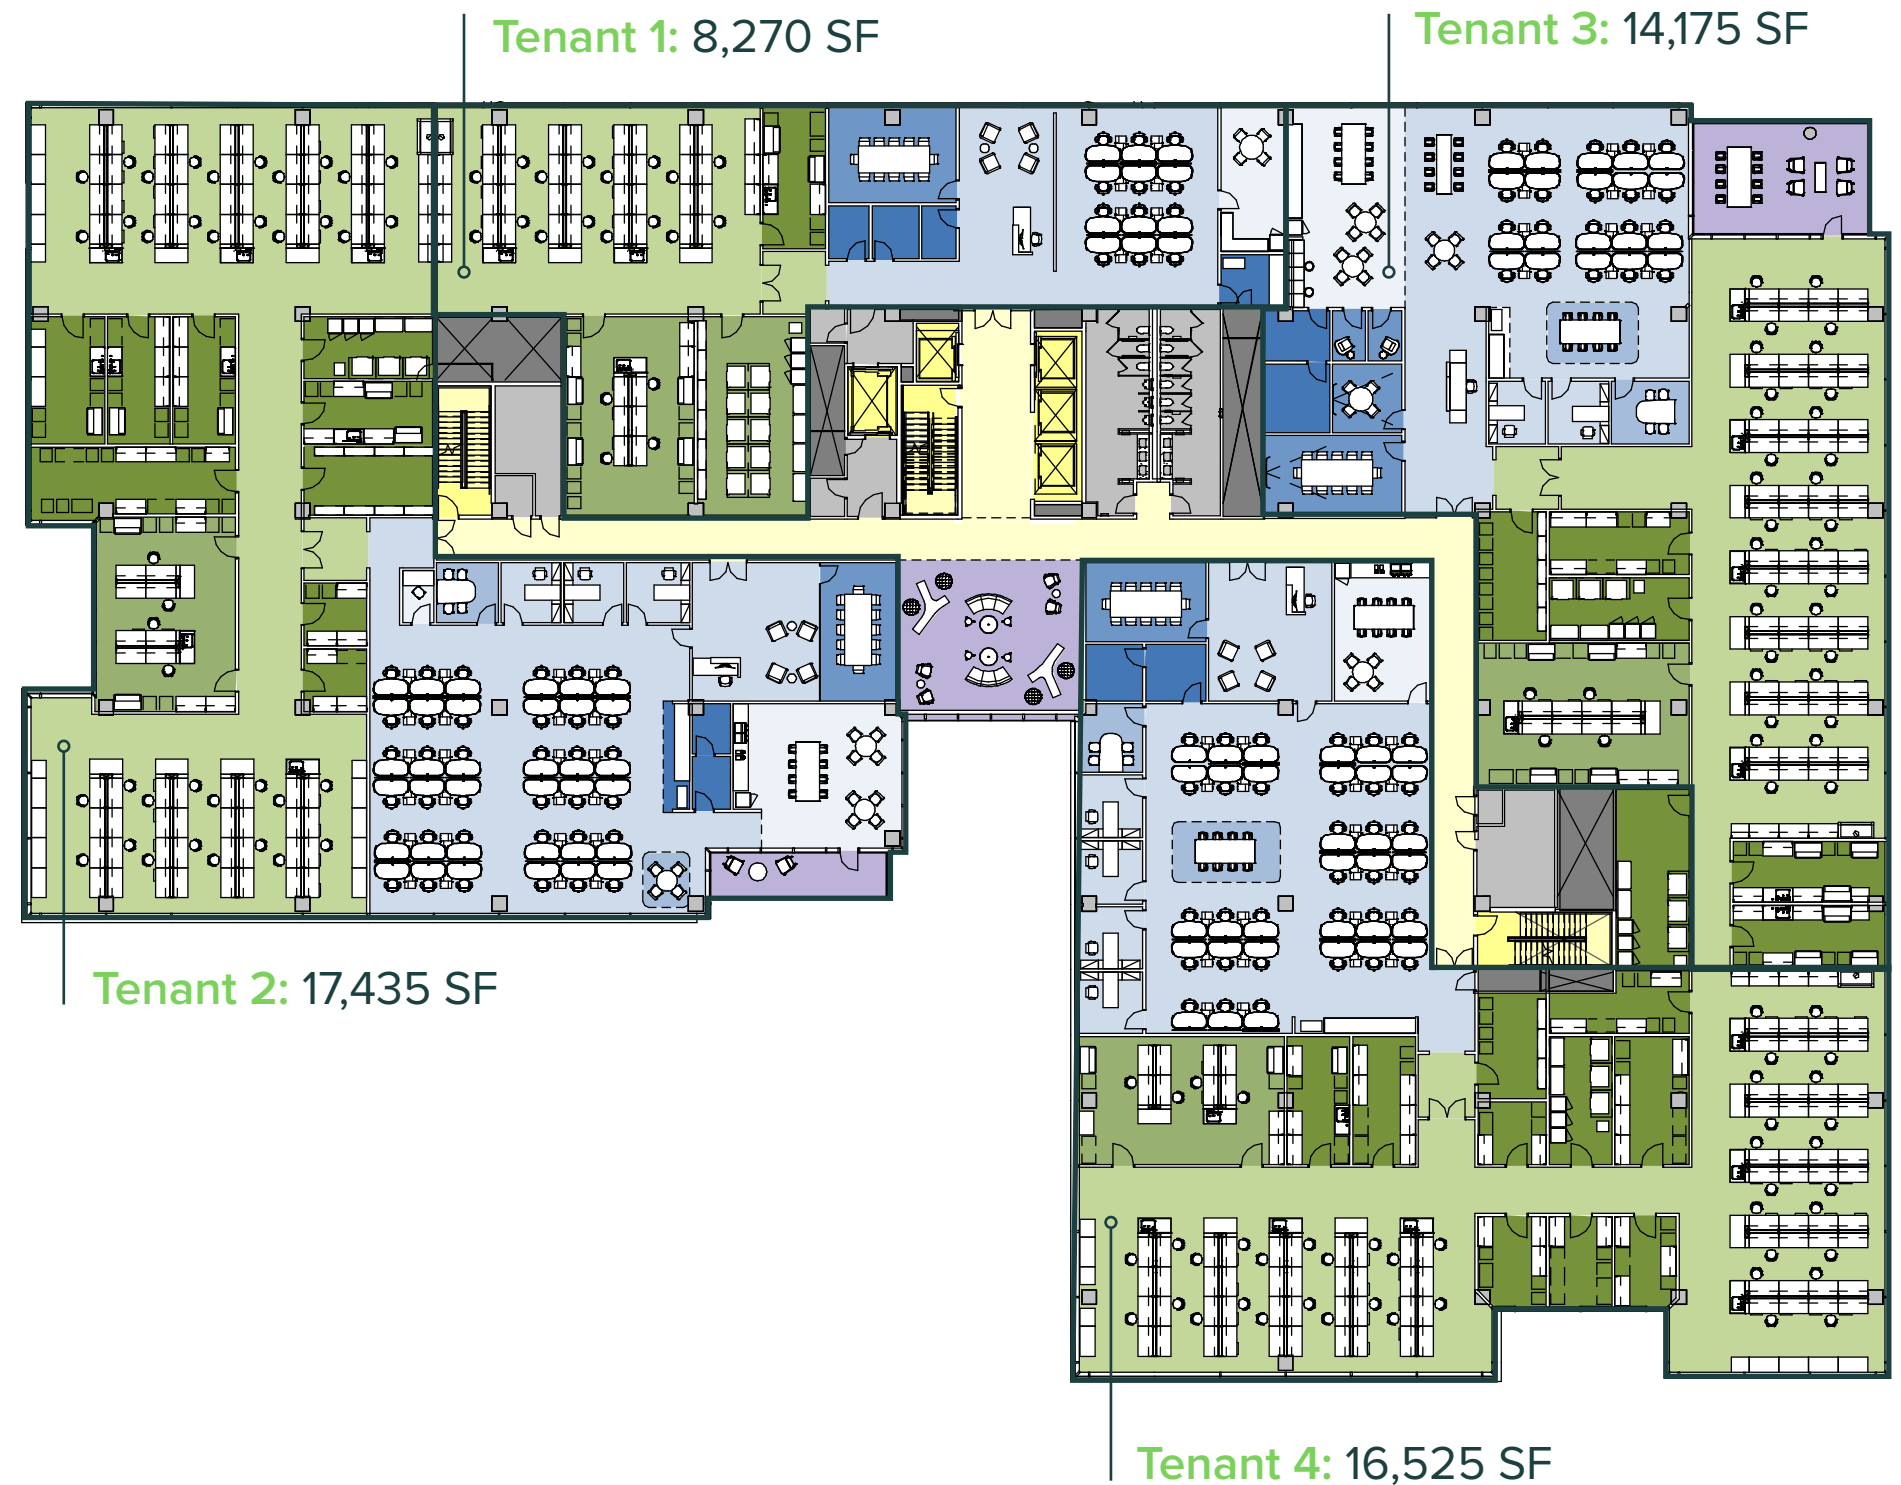 Tenant 1: 8,270 SF
Tenant 3: 14,175 SF
Tenant 2: 17,435 SF
Tenant 4: 16,525 SF